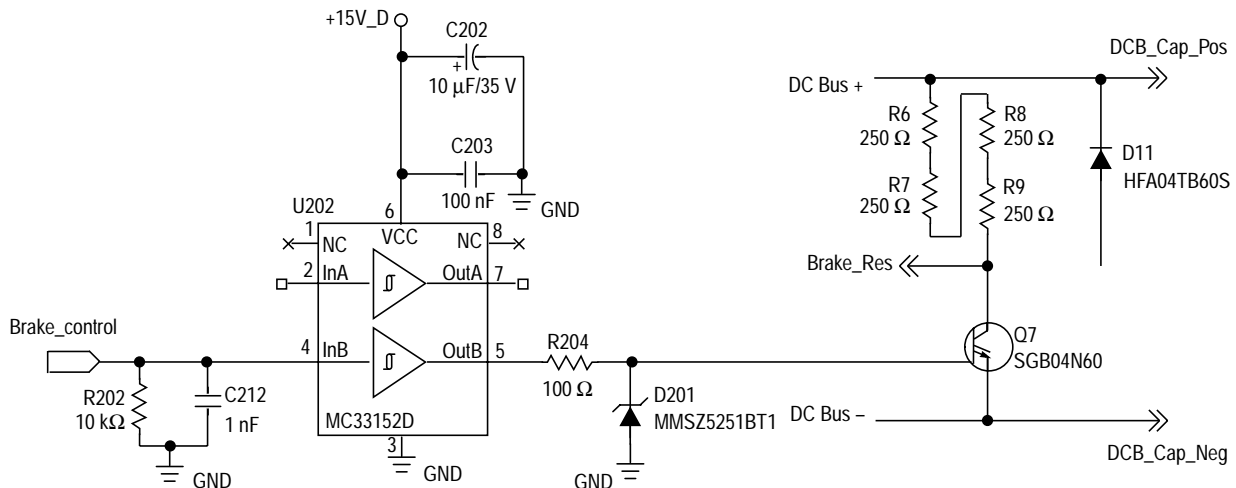 +15V_D
C202
+
10 µF/35 V
C203
100 nF
GND
U202
6
VCC
1
NC
8
NC
2
InA
OutA
7
Brake_control
4
InB
OutB
5
R202
10 kΩ
C212
1 nF
GND
MC33152D
3
GND
R204
100 Ω
D201
MMSZ5251BT1
GND
DCB_Cap_Pos
DC Bus +
R6
250 Ω
R8
250 Ω
R7
250 Ω
R9
250 Ω
D11
HFA04TB60S
Brake_Res
Q7
SGB04N60
DC Bus –
DCB_Cap_Neg